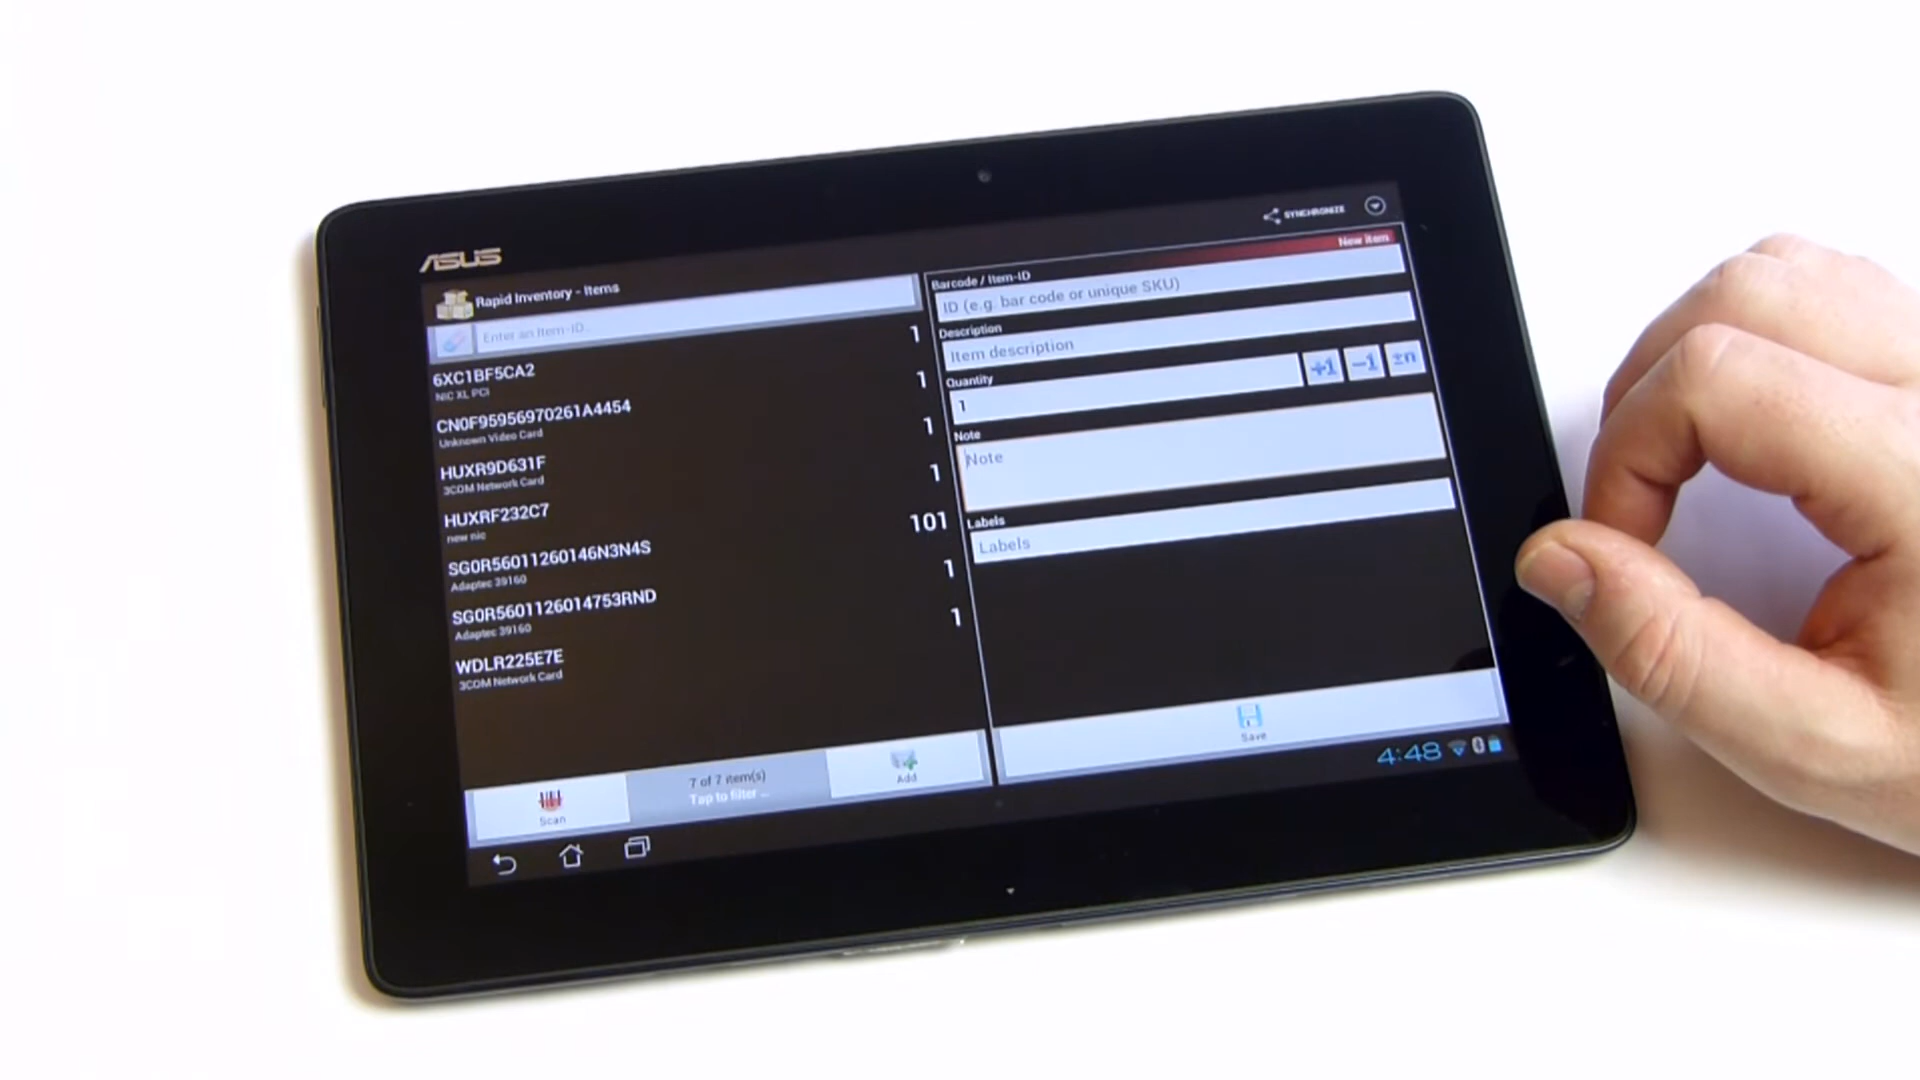 ASUS
SYNCHRONIZE
Rapid Inventory - Items
Enter an Item-ID..
6XC1BF5CA2
1
NIC XL PCI
CN0F95956970261A4454
1
Unknown Video Card
HUXR9D631F
1
3COM Network Card
HUXRF232C7
1
new nic
SG0R56011260146N3N4S
101
Adaptec 39160
SG0R5601126014753RND
1
Adaptec 39160
WDLR225E7E
1
3COM Network Card
Scan
7 of 7 item(s)
Tap to filter ...
Add
New item
Barcode / Item-ID
ID (e.g. bar code or unique SKU)
Description
Item description
Quantity
1
+1 -1 ±n
Note
Note
Labels
Labels
Save
4:48